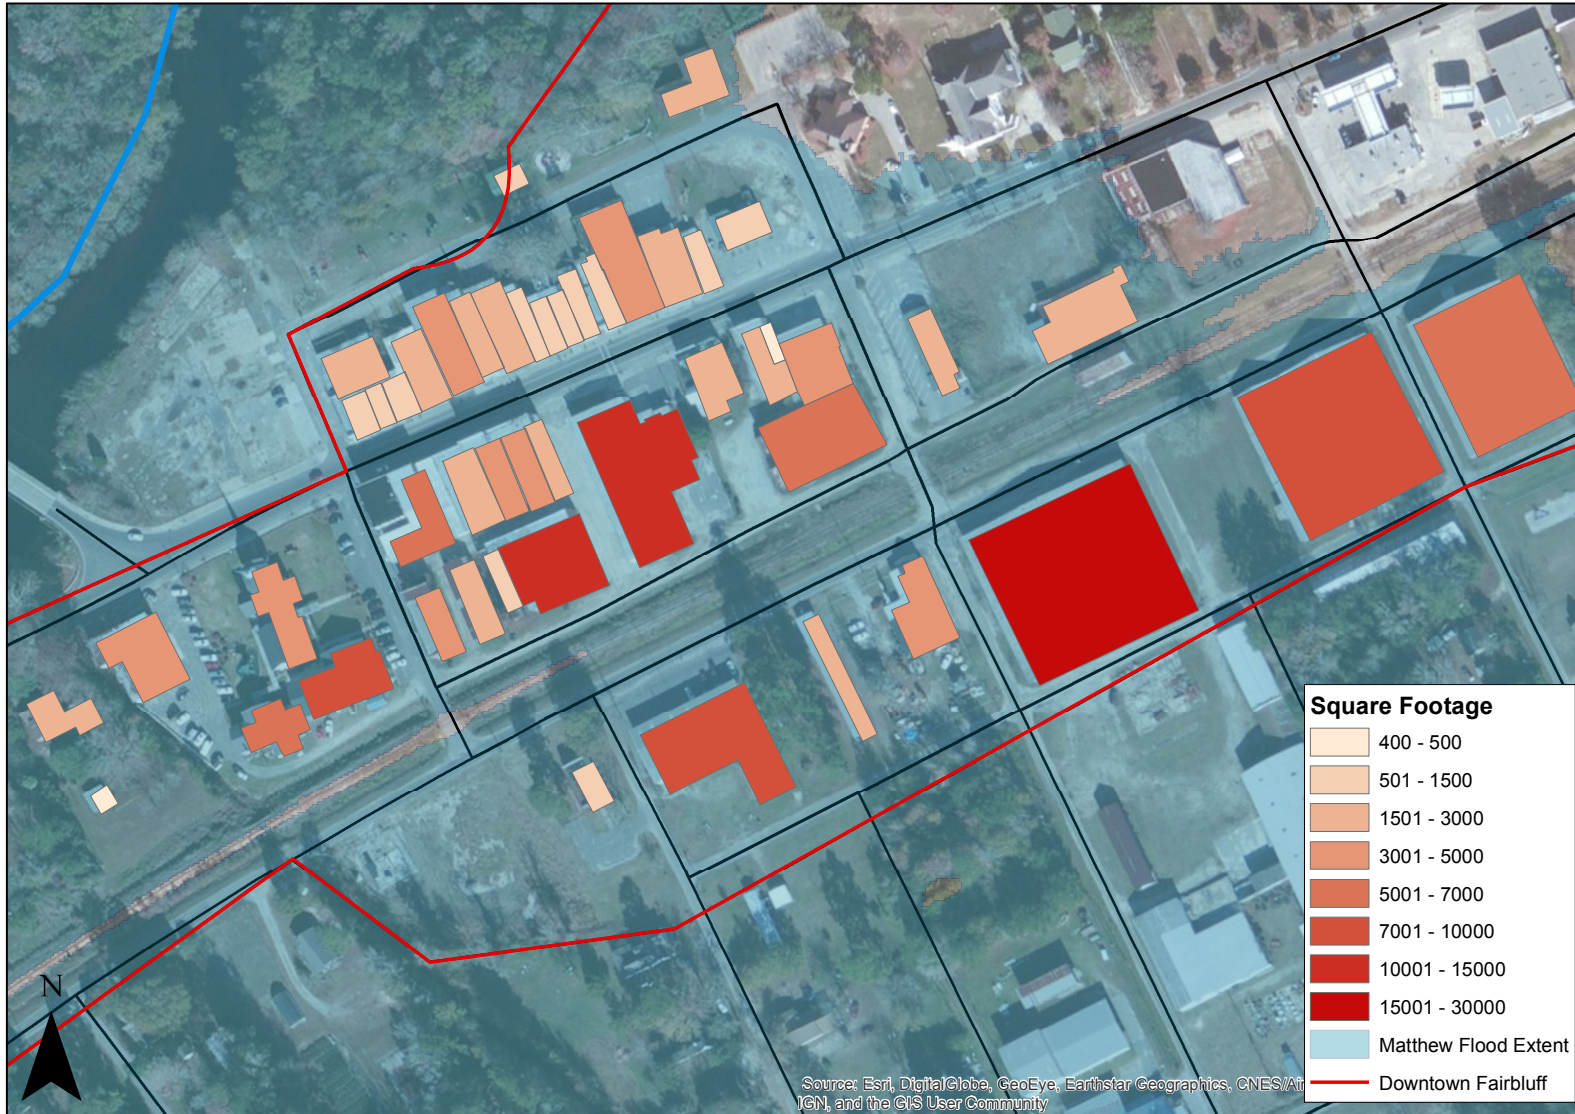 N
Square Footage
400 - 500
501 - 1500
1501 - 3000
3001 - 5000
5001 - 7000
7001 - 10000
10001 - 15000
15001 - 30000
Matthew Flood Extent
Downtown Fairbluff
Source: Esri, DigitalGlobe, GeoEye, Earthstar Geographics, CNES/Air
IGN, and the GIS User Community